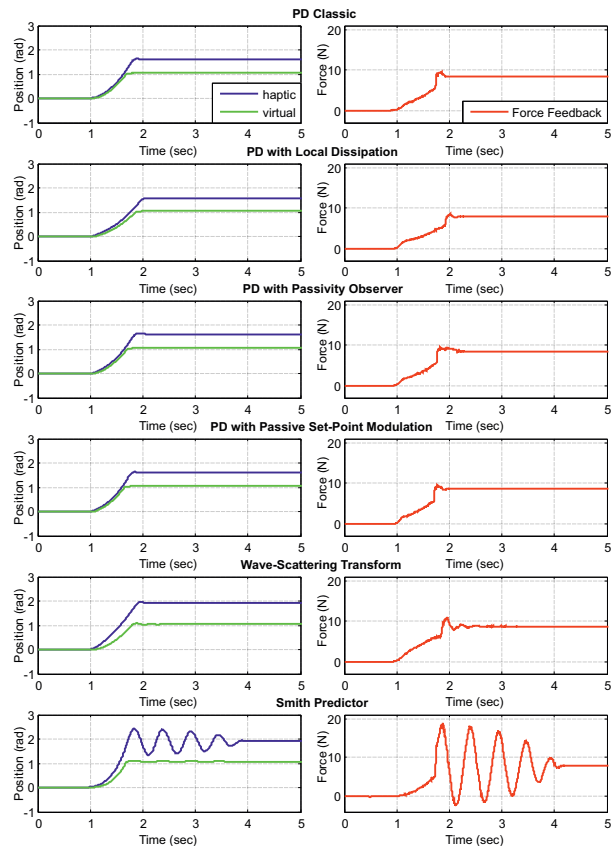 PD Classic
Position (rad)
3
2
1
0
-1
0 1 2 3 4 5
Time (sec)
haptic
virtual
Force (N)
20
10
0
0 1 2 3 4 5
Time (sec)
Force Feedback
PD with Local Dissipation
Position (rad)
3
2
1
0
-1
0 1 2 3 4 5
Time (sec)
Force (N)
20
10
0
0 1 2 3 4 5
Time (sec)
PD with Passivity Observer
Position (rad)
3
2
1
0
-1
0 1 2 3 4 5
Time (sec)
Force (N)
20
10
0
0 1 2 3 4 5
Time (sec)
PD with Passive Set-Point Modulation
Position (rad)
3
2
1
0
-1
0 1 2 3 4 5
Time (sec)
Force (N)
20
10
0
0 1 2 3 4 5
Time (sec)
Wave-Scattering Transform
Position (rad)
3
2
1
0
-1
0 1 2 3 4 5
Time (sec)
Force (N)
20
10
0
0 1 2 3 4 5
Time (sec)
Smith Predictor
Position (rad)
3
2
1
0
-1
0 1 2 3 4 5
Time (sec)
Force (N)
20
10
0
0 1 2 3 4 5
Time (sec)